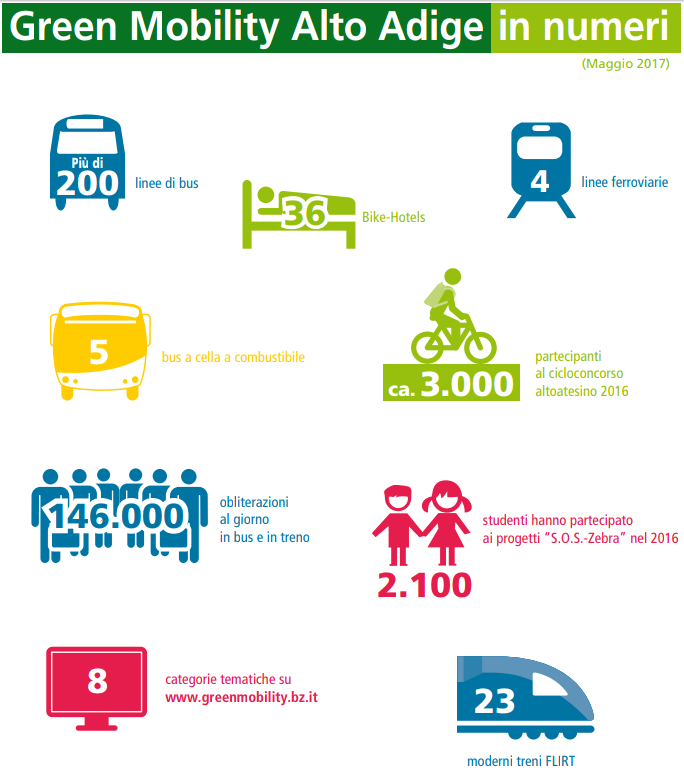 Green Mobility Alto Adige in numeri
(Maggio 2017)
Più di
200
linee di bus
4
linee ferroviarie
36
Bike-Hotels
5
bus a cella a combustibile
ca. 3.000
partecipanti
al cicloconcorso
altoatesino 2016
146.000
obliterazioni
al giorno
in bus e in treno
studenti hanno partecipato
ai progetti "S.O.S.-Zebra" nel 2016
2.100
8
categorie tematiche su
www.greenmobility.bz.it
23
moderni treni FLIRT